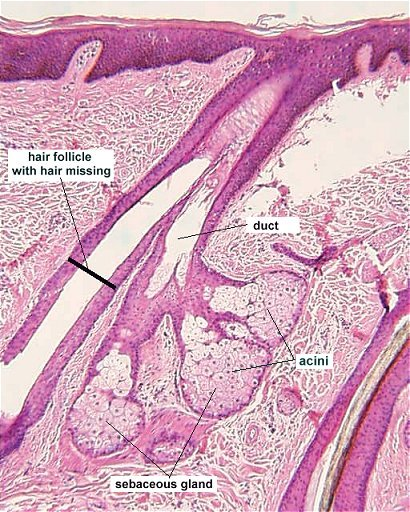 hair follicle
with hair missing
duct
acini
sebaceous gland